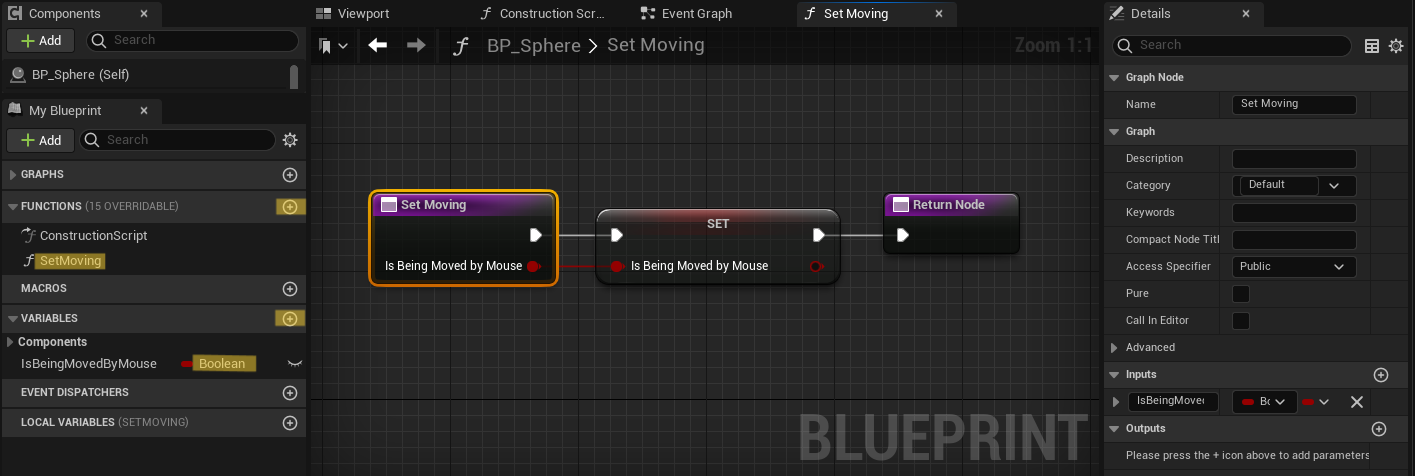 Components
Add
Search
BP_Sphere (Self)
My Blueprint
Add
Search
GRAPHS
FUNCTIONS (15 OVERRIDABLE)
ConstructionScript
SetMoving
MACROS
VARIABLES
Components
IsBeingMovedByMouse Boolean
EVENT DISPATCHERS
LOCAL VARIABLES (SETMOVING)
Viewport
Construction Scr...
Event Graph
Set Moving
BP_Sphere > Set Moving
Zoom 1:1
Set Moving
Is Being Moved by Mouse
SET
Is Being Moved by Mouse
Return Node
BLUEPRINT
Details
Search
Graph Node
Name Set Moving
Graph
Description
Category Default
Keywords
Compact Node Titl
Access Specifier Public
Pure
Call In Editor
Advanced
Inputs
IsBeingMove Bo
Outputs
Please press the + icon above to add parameters